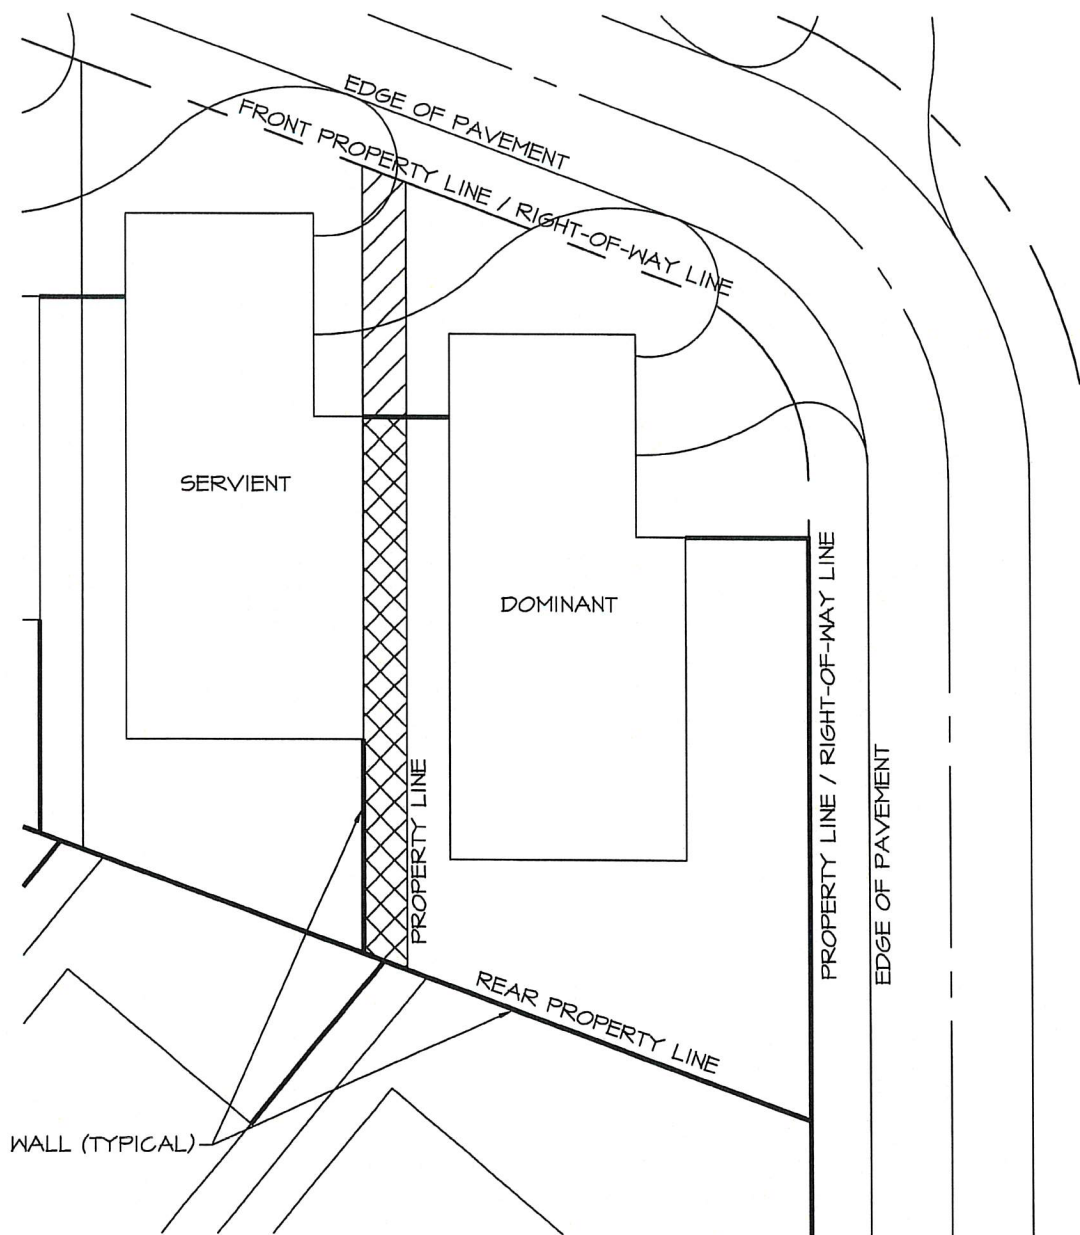 EDGE OF PAVEMENT
FRONT PROPERTY LINE / RIGHT-OF-WAY LINE
SERVIENT
DOMINANT
PROPERTY LINE
PROPERTY LINE / RIGHT-OF-WAY LINE
EDGE OF PAVEMENT
REAR PROPERTY LINE
WALL (TYPICAL)